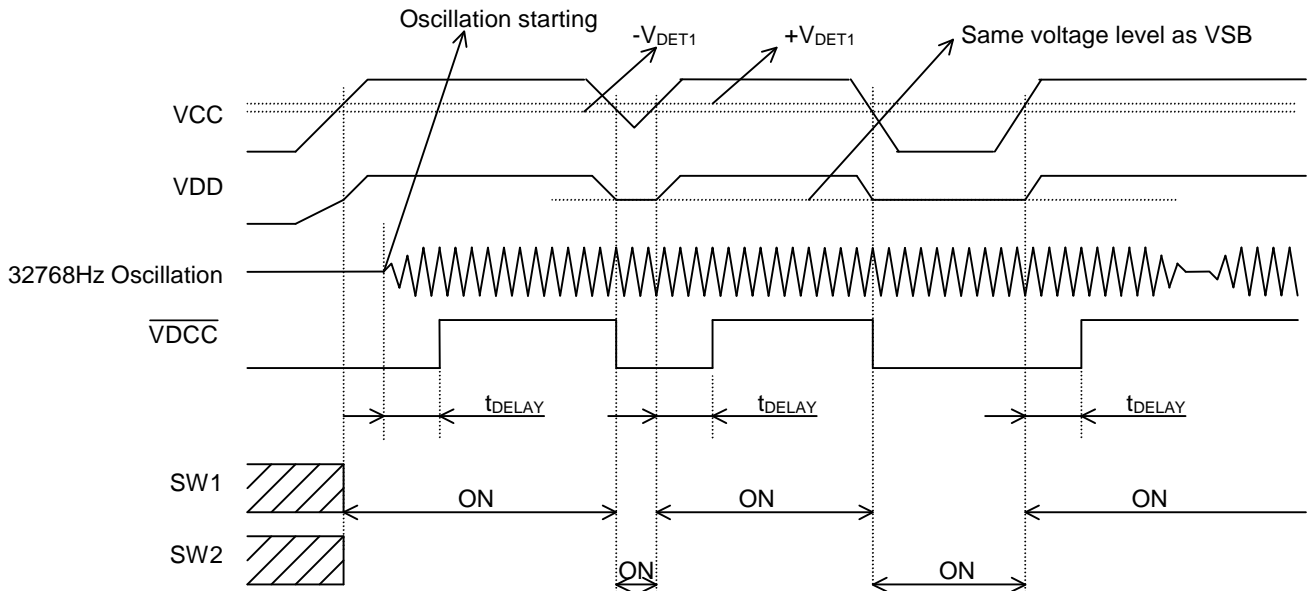 Oscillation starting
-VDET1
+VDET1
Same voltage level as VSB
VCC
VDD
32768Hz Oscillation
VDCC
tDELAY
tDELAY
tDELAY
SW1
ON
ON
ON
SW2
ON
ON